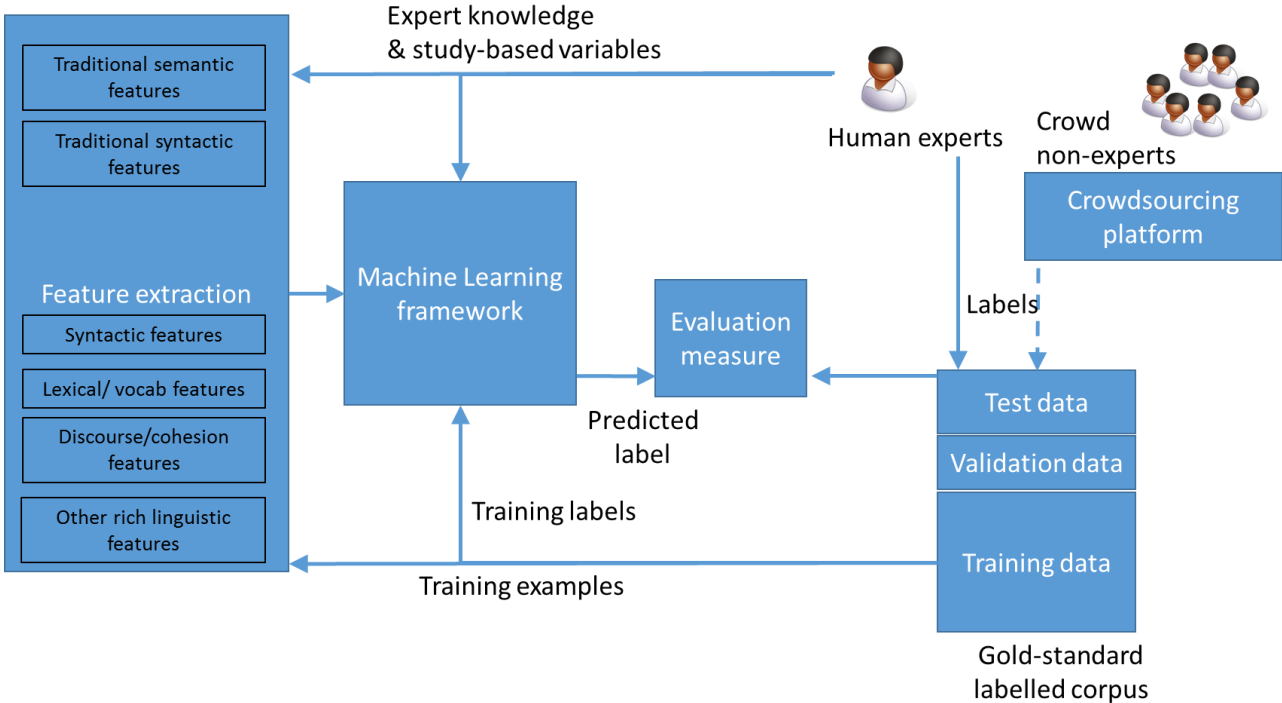 Expert knowledge
& study-based variables
Traditional semantic
features
Traditional syntactic
features
Feature extraction
Syntactic features
Lexical/ vocab features
Discourse/cohesion
features
Other rich linguistic
features
Machine Learning
framework
Evaluation
measure
Predicted
label
Training labels
Training examples
Human experts
Crowd
non-experts
Crowdsourcing
platform
Labels
Test data
Validation data
Training data
Gold-standard
labelled corpus